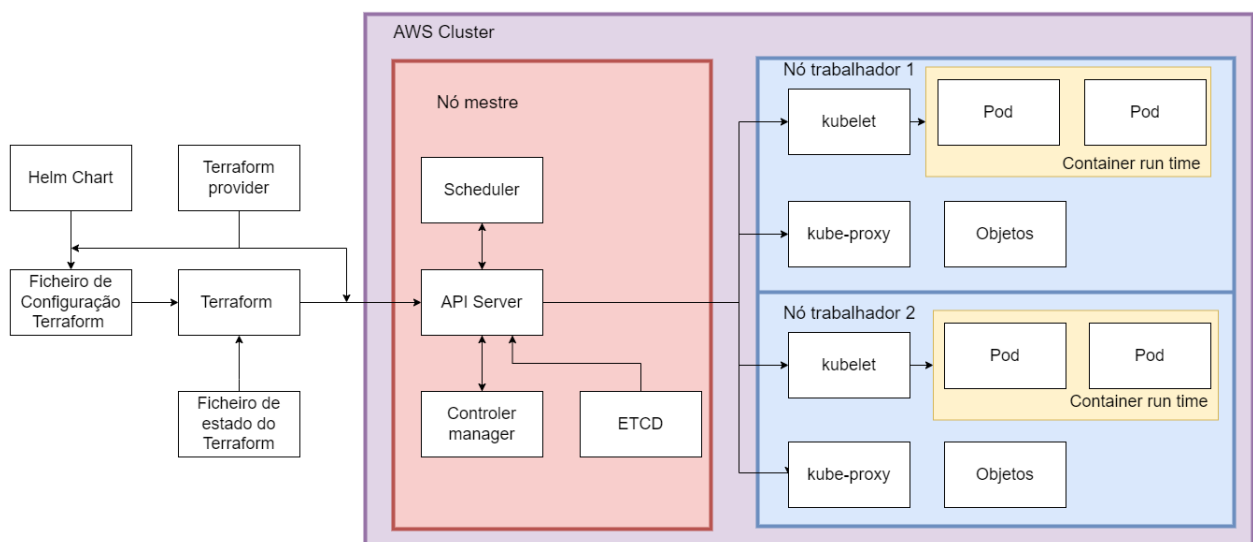 AWS Cluster
Nó mestre
Nó trabalhador 1
kubelet
Pod
Pod
Container run time
Helm Chart
Terraform
provider
Scheduler
kube-proxy
Objetos
Ficheiro de
Configuração
Terraform
Terraform
API Server
Nó trabalhador 2
kubelet
Pod
Pod
Container run time
Ficheiro de
estado do
Terraform
Controler
manager
ETCD
kube-proxy
Objetos